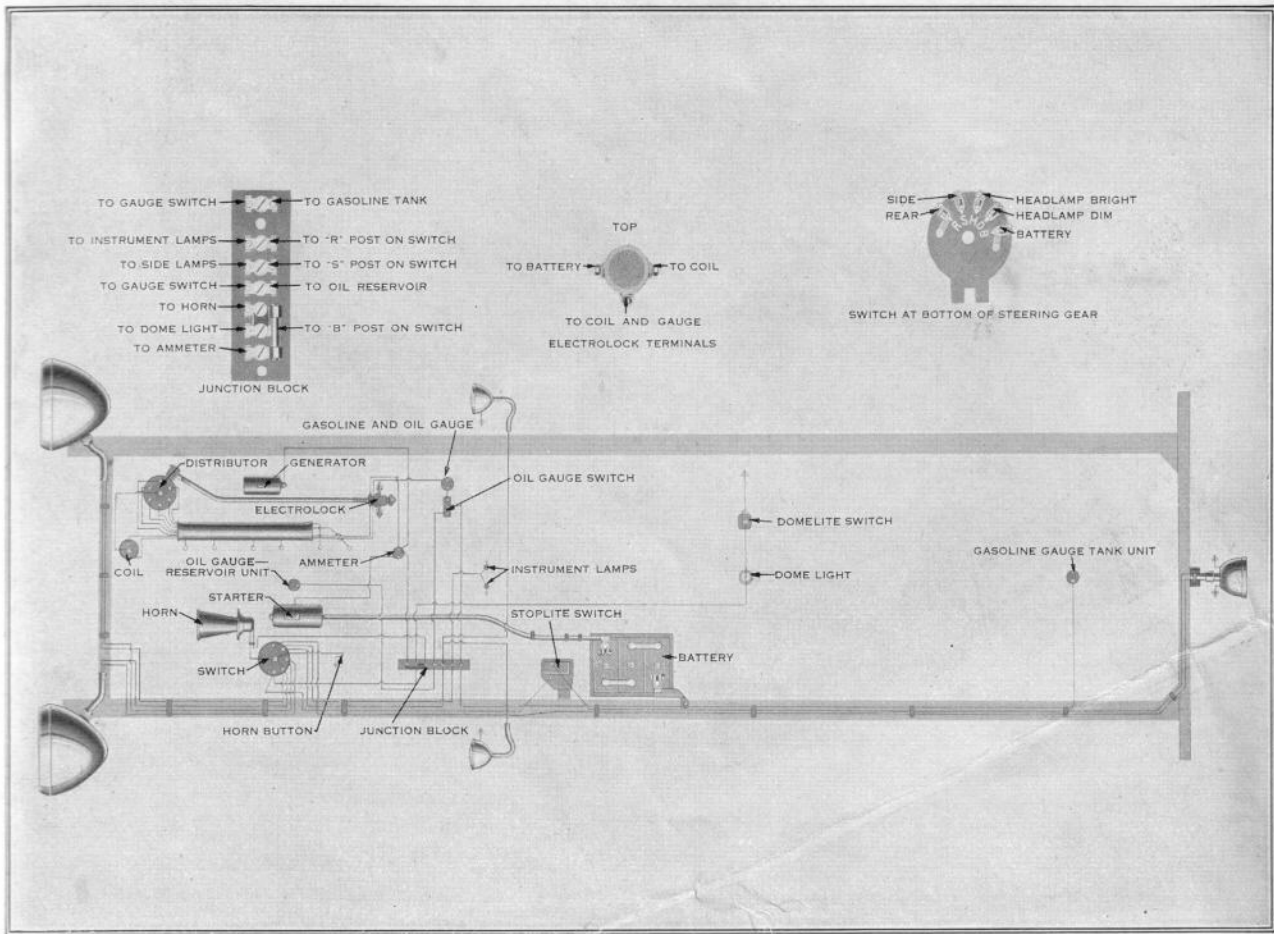 TO GAUGE SWITCH
TO GASOLINE TANK
TO INSTRUMENT LAMPS
TO "R" POST ON SWITCH
TO SIDE LAMPS
TO "S" POST ON SWITCH
TO GAUGE SWITCH
TO OIL RESERVOIR
TO HORN
TO DOME LIGHT
TO "B" POST ON SWITCH
TO AMMETER
JUNCTION BLOCK
TOP
TO BATTERY
TO COIL
TO COIL AND GAUGE
ELECTROLOCK TERMINALS
SIDE
REAR
HEADLAMP BRIGHT
HEADLAMP DIM
BATTERY
R S H D B
SWITCH AT BOTTOM OF STEERING GEAR
GASOLINE AND OIL GAUGE
DISTRIBUTOR
GENERATOR
OIL GAUGE SWITCH
ELECTROLOCK
DOMELITE SWITCH
COIL
OIL GAUGE—
RESERVOIR UNIT
AMMETER
INSTRUMENT LAMPS
DOME LIGHT
GASOLINE GAUGE TANK UNIT
HORN
STARTER
STOPLITE SWITCH
SWITCH
BATTERY
HORN BUTTON
JUNCTION BLOCK